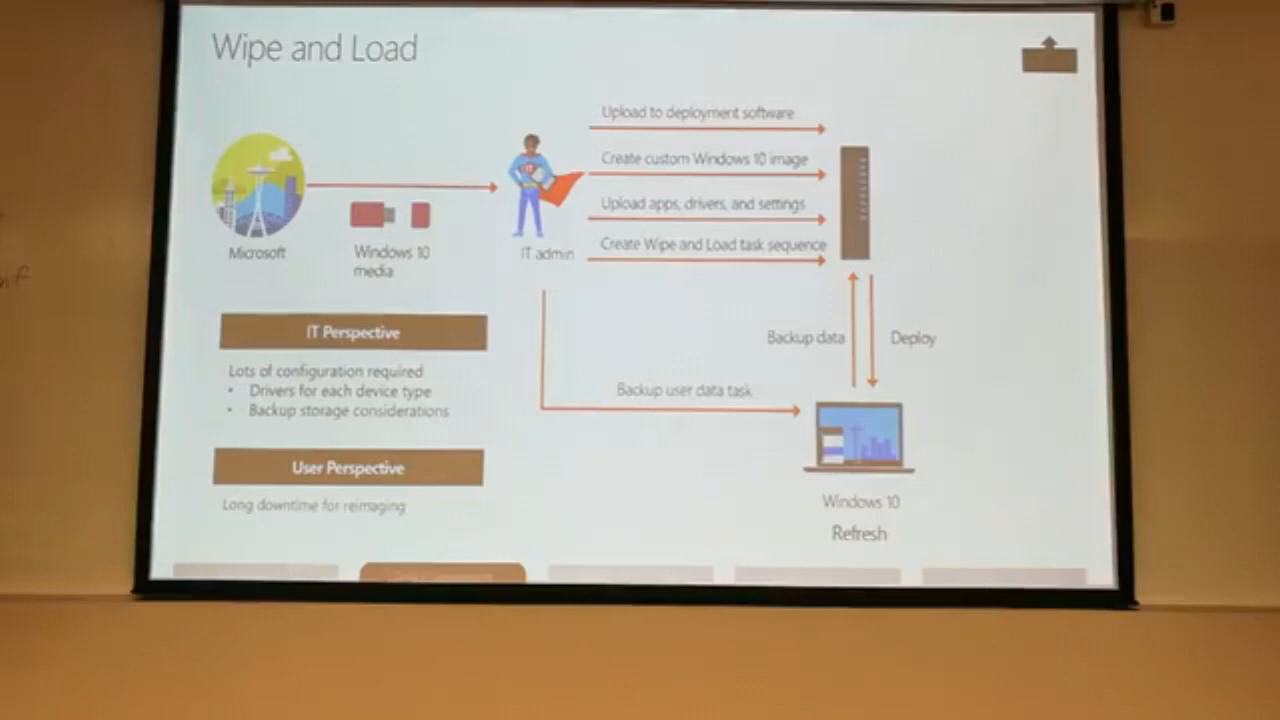 Wipe and Load
Upload to deployment software
Create custom Windows 10 image
Upload apps, drivers, and settings
Create Wipe and Load task sequence
Microsoft
Windows 10
media
IT admin
IT Perspective
Lots of configuration required
• Drivers for each device type
• Backup storage considerations
User Perspective
Long downtime for reimaging
Backup data
Deploy
Backup user data task
Windows 10
Refresh